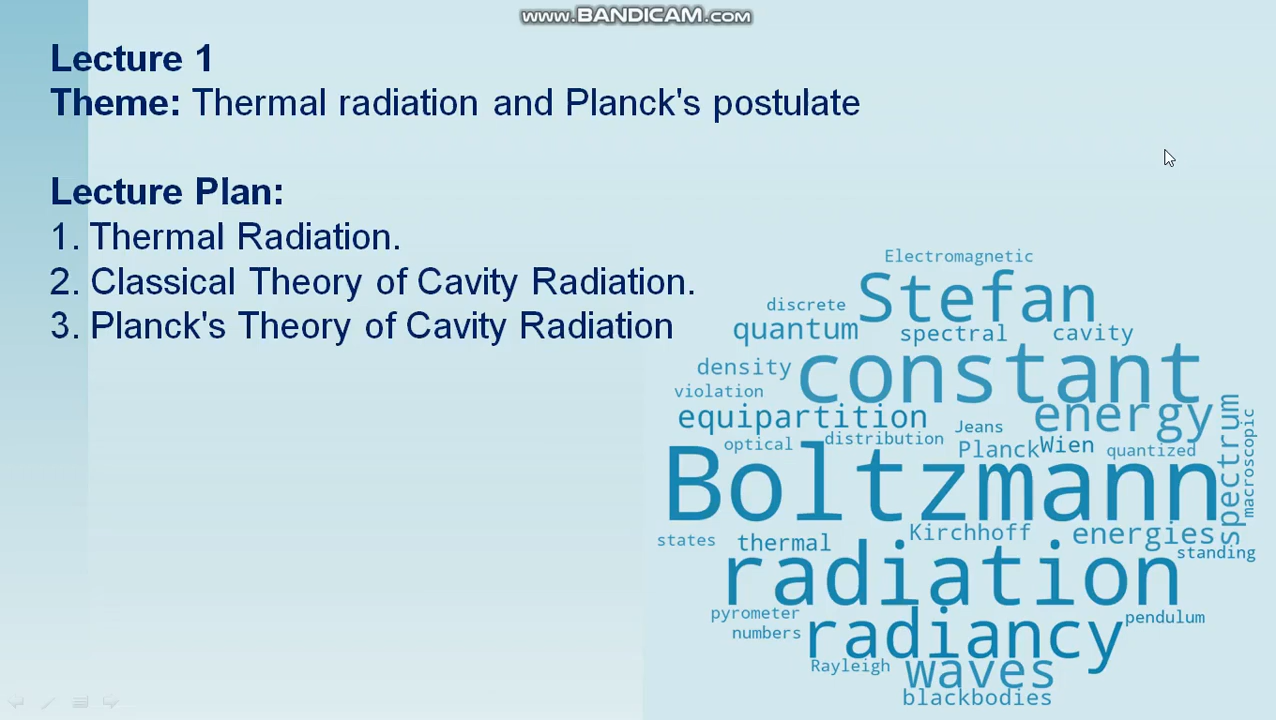 www.BANDICAM.com
Lecture 1
Theme: Thermal radiation and Planck's postulate
Lecture Plan:
1. Thermal Radiation.
2. Classical Theory of Cavity Radiation.
3. Planck's Theory of Cavity Radiation
Electromagnetic
Stefan
discrete
quantum
spectral
cavity
density
constant
violation
equipartition
energy
spectrum
macroscopic
optical
distribution
Jeans
Planck
Wien
quantized
Boltzmann
states
thermal
Kirchhoff
energies
standing
radiation
pyrometer
numbers
radiancy
pendulum
Rayleigh
waves
blackbodies